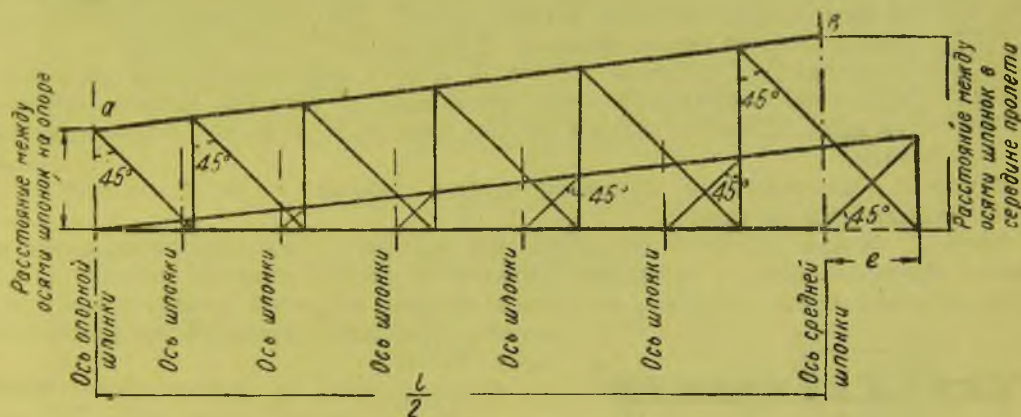 Расстояние между
осями шпонок на опоре
а
В
45°
45°
45°
45°
45°
45°
45°
Расстояние между
осями шпонок в
середине пролета
Ось опорной
шпонки
Ось шпонки
Ось шпонки
Ось шпонки
Ось шпонки
Ось шпонки
Ось средней
шпонки
е
l/2